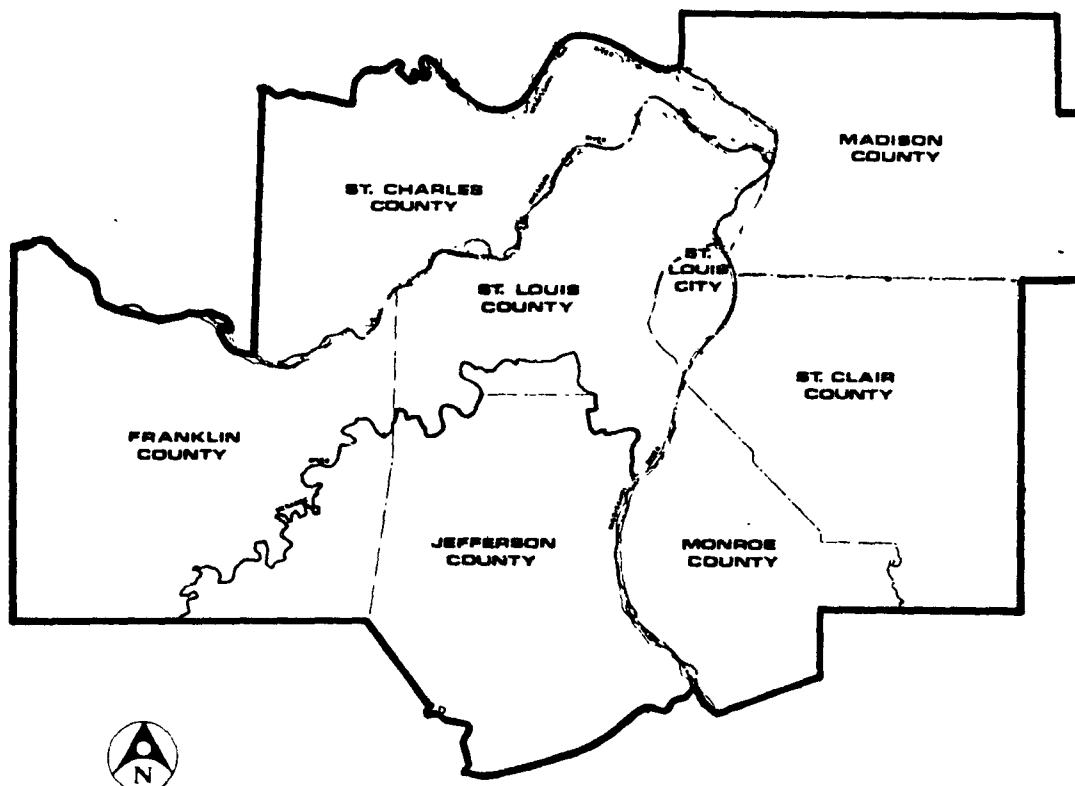 MADISON
COUNTY
ST. CHARLES
COUNTY
ST.
LOUIS
CITY
ST. LOUIS
COUNTY
ST. CLAIR
COUNTY
FRANKLIN
COUNTY
JEFFERSON
COUNTY
MONROE
COUNTY
N